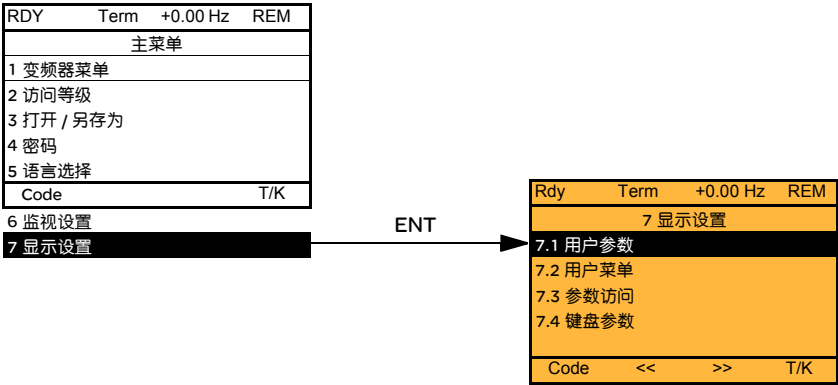 RDY Term +0.00 Hz REM
主菜单
1 变频器菜单
2 访问等级
3 打开 / 另存为
4 密码
5 语言选择
Code T/K
6 监视设置
7 显示设置
ENT
Rdy Term +0.00 Hz REM
7 显示设置
7.1 用户参数
7.2 用户菜单
7.3 参数访问
7.4 键盘参数
Code << >> T/K